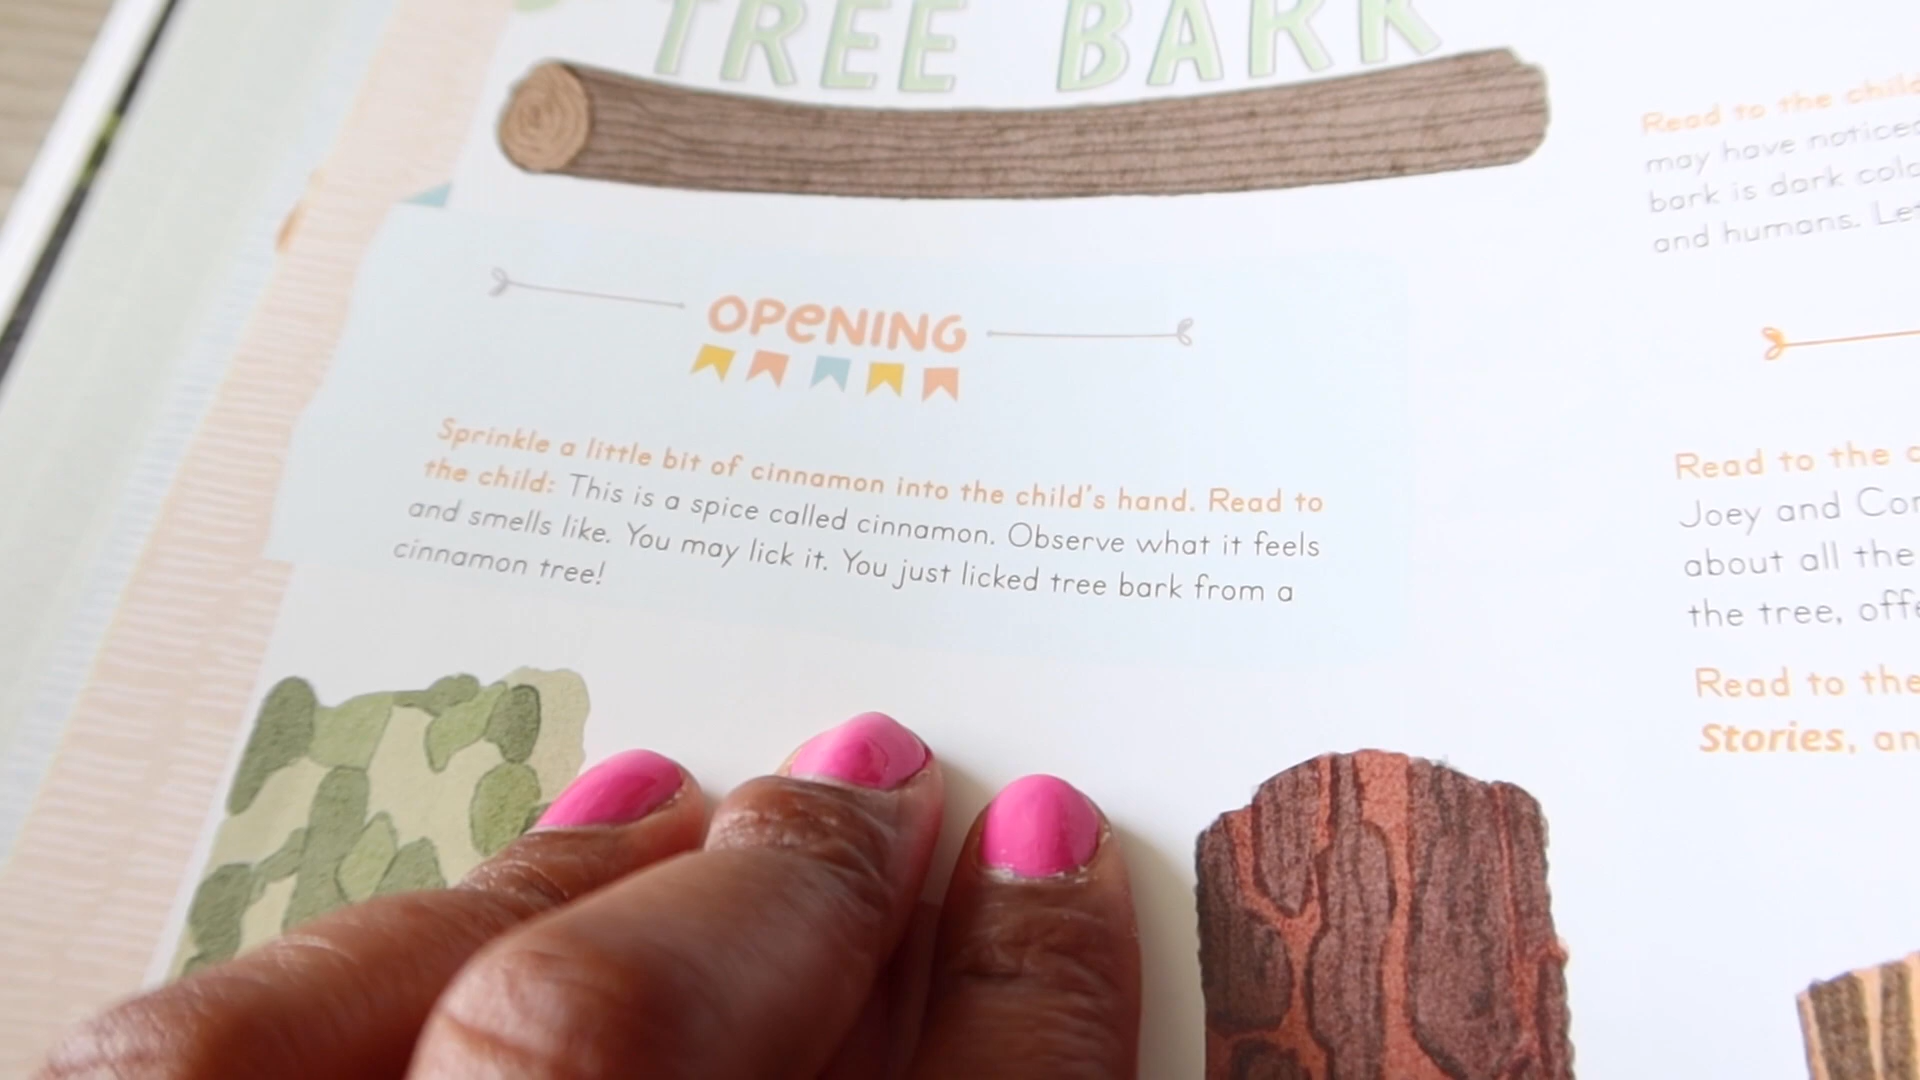 TREE BARK
OPENING
Sprinkle a little bit of cinnamon into the child's hand. Read to
the child: This is a spice called cinnamon. Observe what it feels
and smells like. You may lick it. You just licked tree bark from a
cinnamon tree!
Read to the child
may have noticed
bark is dark
and humans.
Read to the
Joey and
about all the
the tree,
Read to the
Stories,